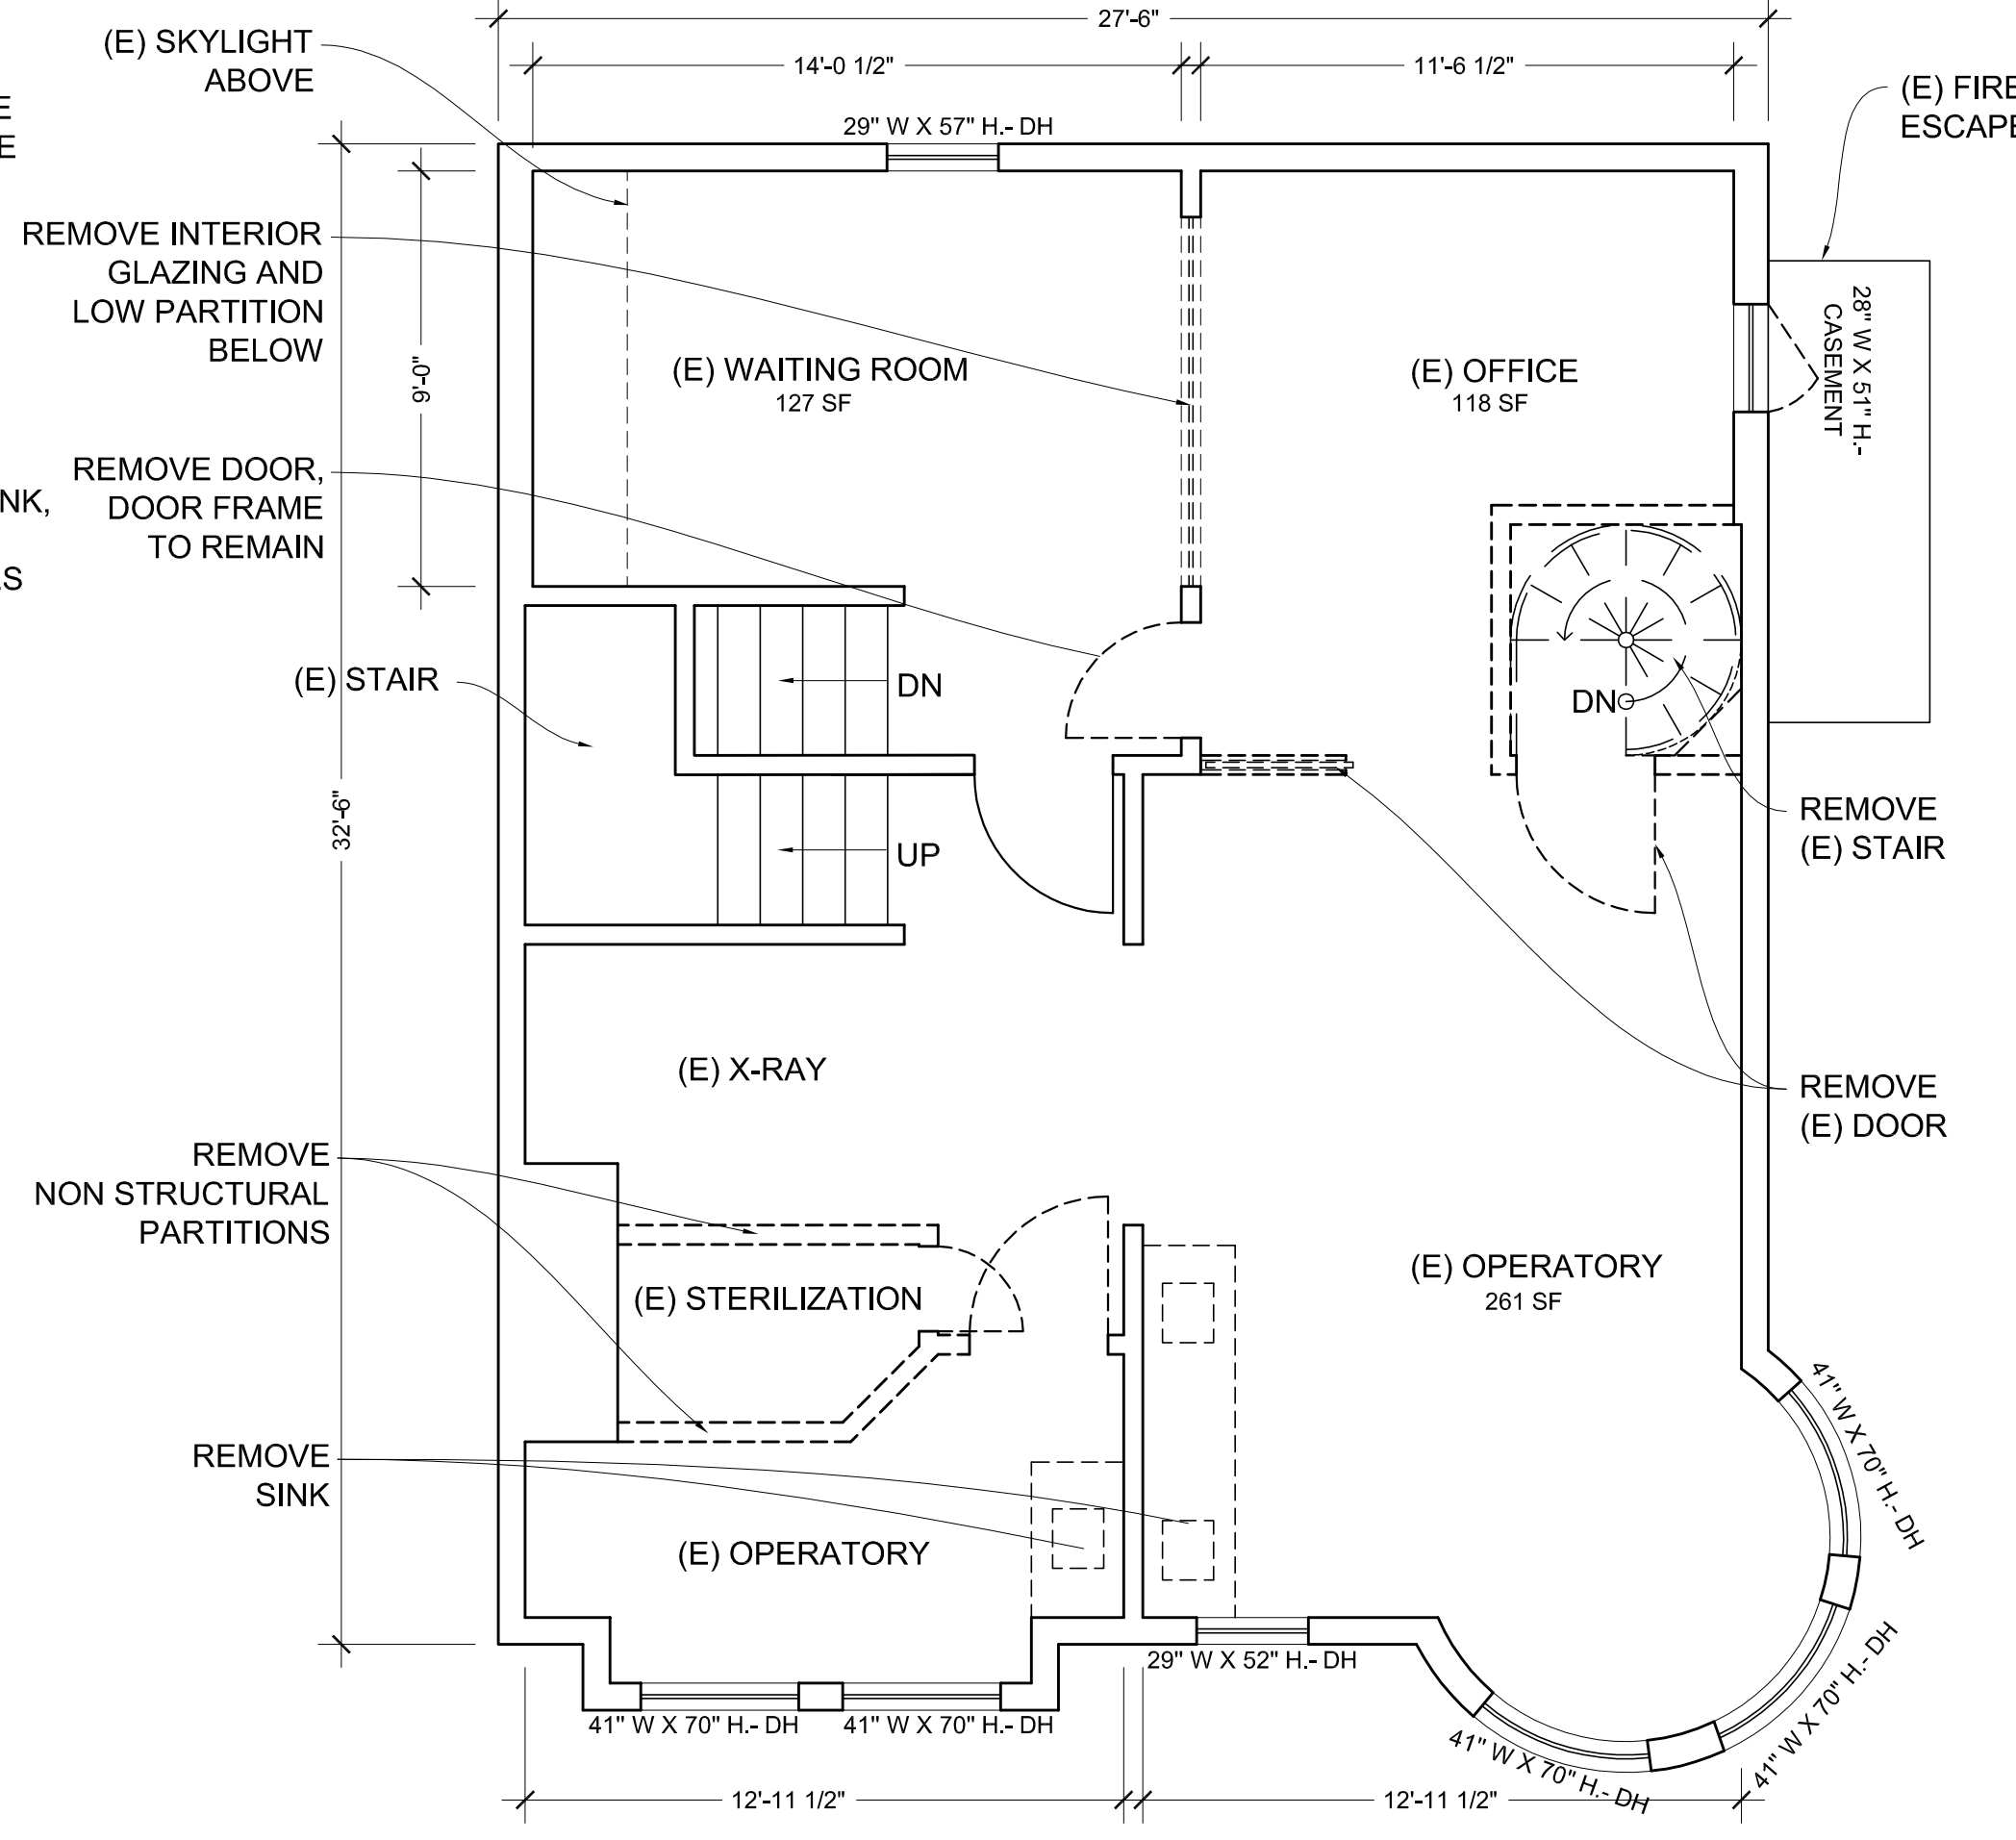 27'-6"
14'-0 1/2"
11'-6 1/2"
(E) SKYLIGHT
ABOVE
(E) FIRE
ESCAPE
E
E
29" W X 57" H.- DH
REMOVE INTERIOR
GLAZING AND
LOW PARTITION
BELOW
9'-0"
(E) WAITING ROOM
127 SF
(E) OFFICE
118 SF
28" W X 51" H.-
CASEMENT
NK,
S
REMOVE DOOR,
DOOR FRAME
TO REMAIN
(E) STAIR
DN
DN
32'-6"
UP
REMOVE
(E) STAIR
(E) X-RAY
REMOVE
(E) DOOR
REMOVE
NON STRUCTURAL
PARTITIONS
(E) STERILIZATION
(E) OPERATORY
261 SF
REMOVE
SINK
(E) OPERATORY
41" W X 70" H.- DH
41" W X 70" H.- DH
41" W X 70" H.- DH
29" W X 52" H.- DH
41" W X 70" H.- DH
41" W X 70" H.- DH
12'-11 1/2"
12'-11 1/2"